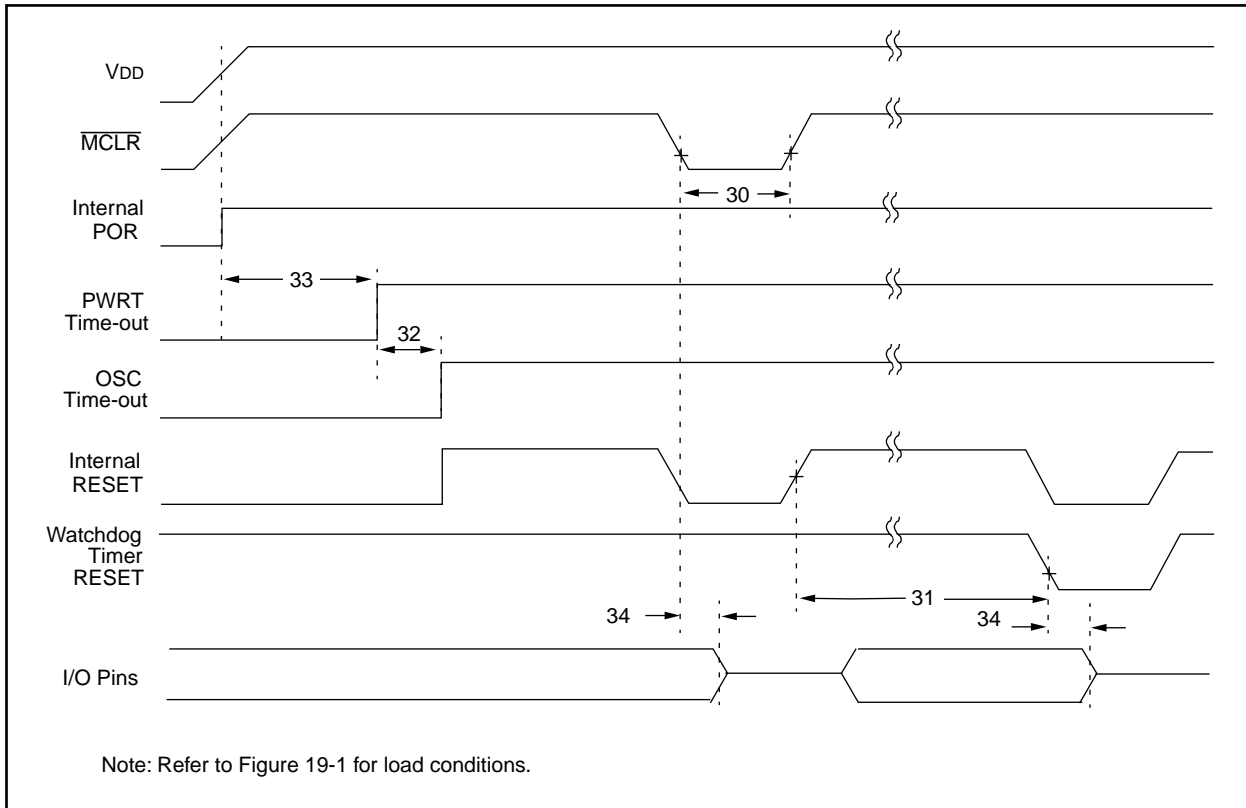 VDD
MCLR
Internal
POR
30
33
PWRT
Time-out
32
OSC
Time-out
Internal
RESET
Watchdog
Timer
RESET
31
34
34
I/O Pins
Note: Refer to Figure 19-1 for load conditions.